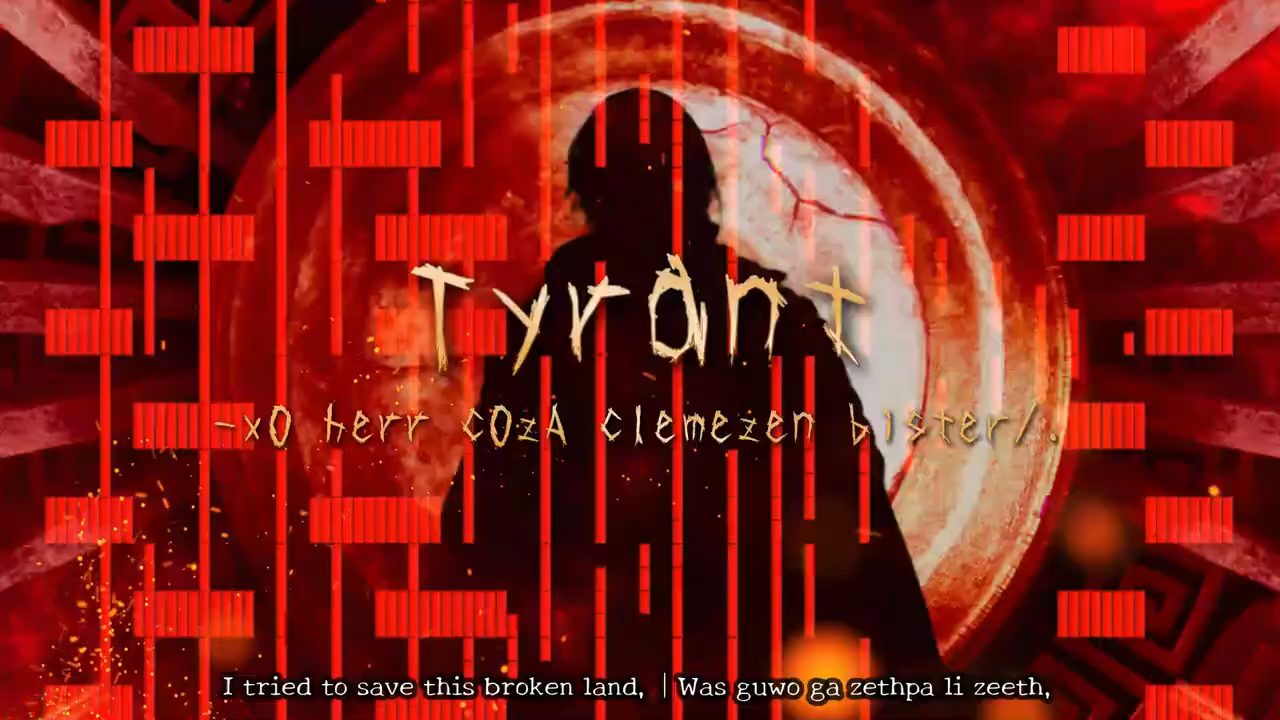 Tyrant
-xO herr COzA Clemezen bister/.
I tried to save this broken land, | Was guwo ga zethpa li zeeth,